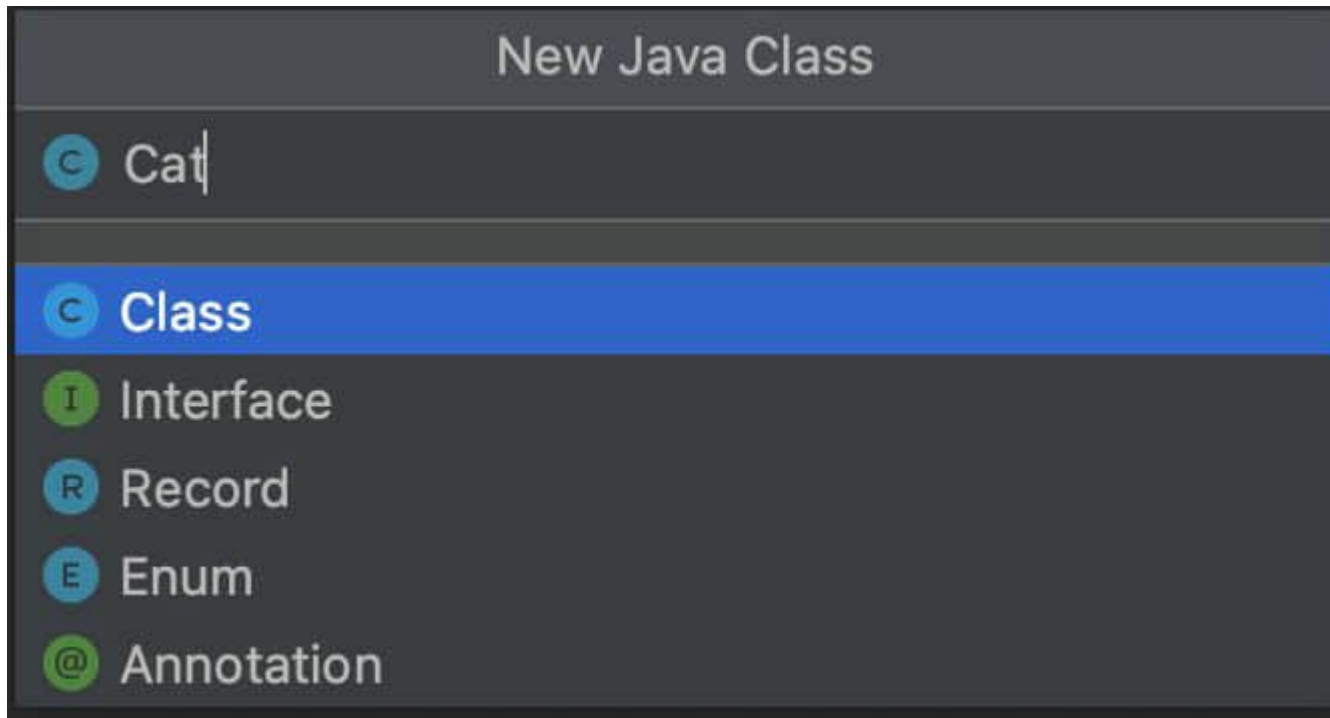 New Java Class
C Cat
C Class
I Interface
R Record
E Enum
@ Annotation